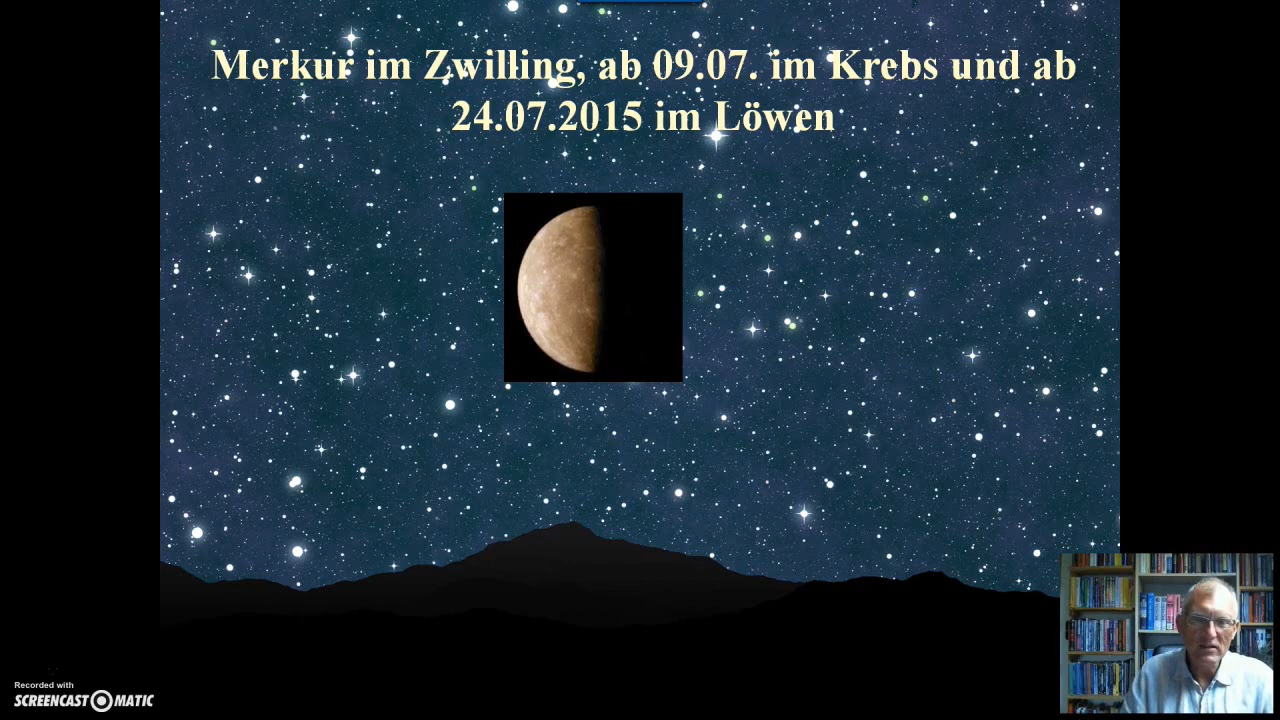 Merkur im Zwilling, ab 09.07. im Krebs und ab
24.07.2015 im Löwen
Recorded with
SCREENCAST MATIC